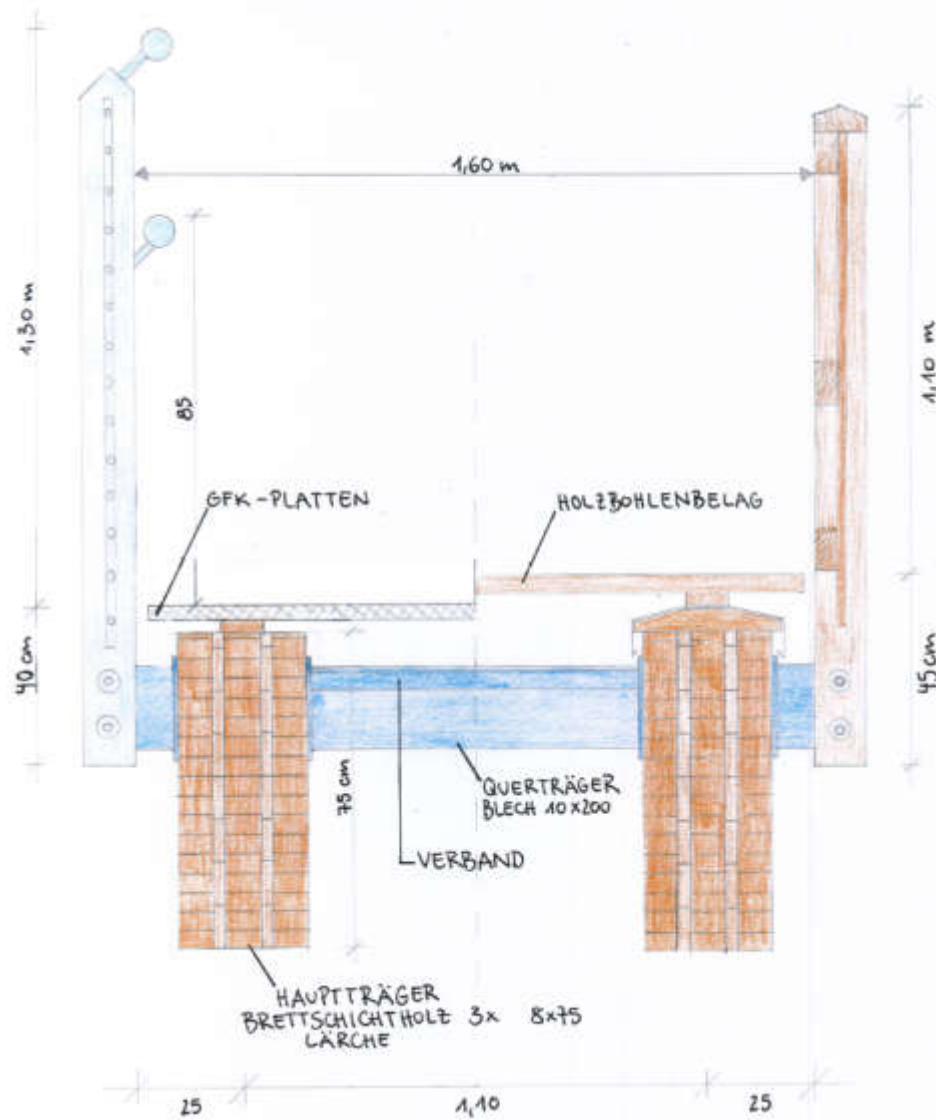 1,60 m
1,30 m
1,10 m
85
GFK-PLATTEN
HOLZBOHLENBELAG
40 cm
45 cm
75 cm
QUERTRÄGER
BLECH 10x200
VERBAND
HAUPTTRÄGER
BRETTSCHICHTHOLZ 3x 8x75
LÄRCHE
25
1,10
25